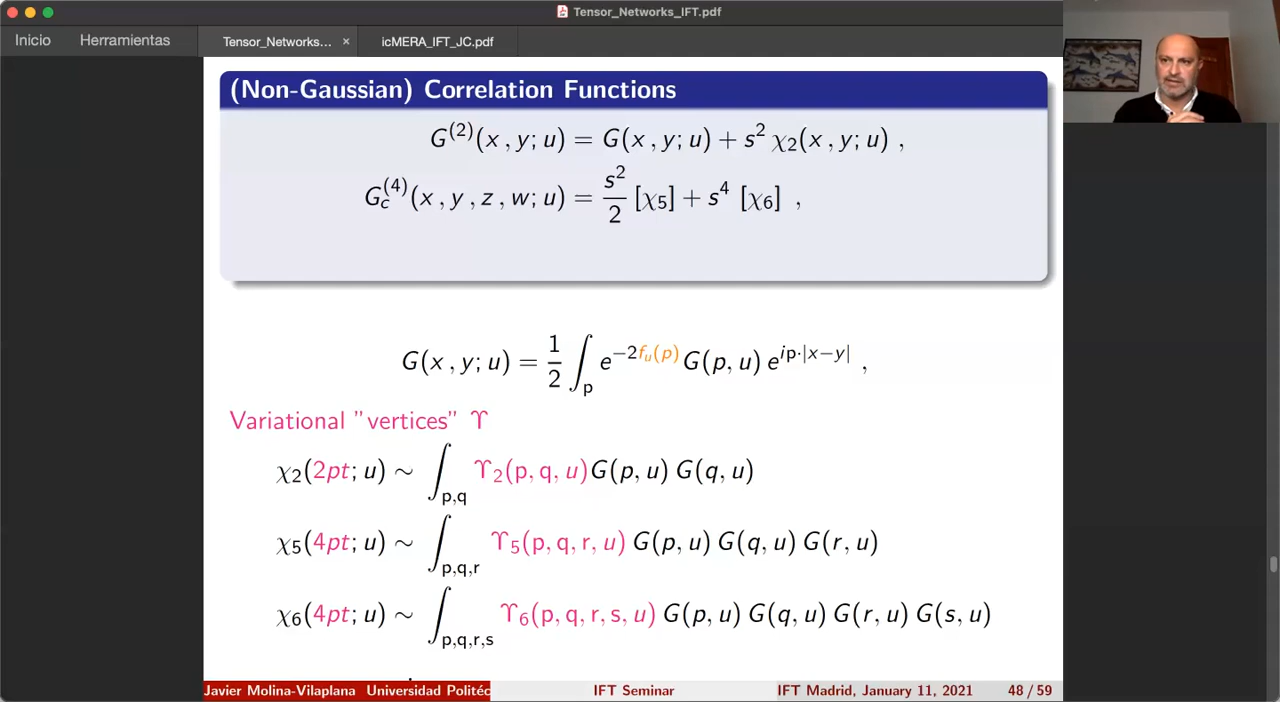 Tensor_Networks_IFT.pdf
Inicio Herramientas Tensor_Networks... × icMERA_IFT_JC.pdf
(Non-Gaussian) Correlation Functions
G^(2)(x , y; u) = G(x , y; u) + s^2 χ_2(x , y; u) ,
G_c^(4)(x , y , z , w; u) = s^2/2 [χ_5] + s^4 [χ_6] ,
G(x , y; u) = 1/2 ∫_p e^{−2f_u(p)} G(p, u) e^{ip·|x−y|} ,
Variational "vertices" ϒ
χ_2(2pt; u) ∼ ∫_{p,q} ϒ_2(p, q, u)G(p, u) G(q, u)
χ_5(4pt; u) ∼ ∫_{p,q,r} ϒ_5(p, q, r, u) G(p, u) G(q, u) G(r, u)
χ_6(4pt; u) ∼ ∫_{p,q,r,s} ϒ_6(p, q, r, s, u) G(p, u) G(q, u) G(r, u) G(s, u)
Javier Molina-Vilaplana Universidad Politéc IFT Seminar IFT Madrid, January 11, 2021 48 / 59